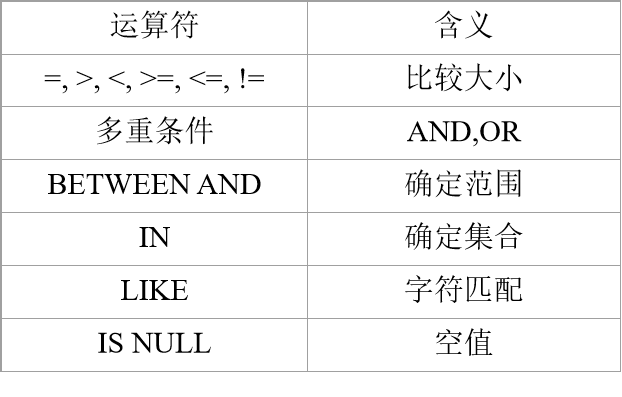 运算符 含义
=, >, <, >=, <=, != 比较大小
多重条件 AND,OR
BETWEEN AND 确定范围
IN 确定集合
LIKE 字符匹配
IS NULL 空值